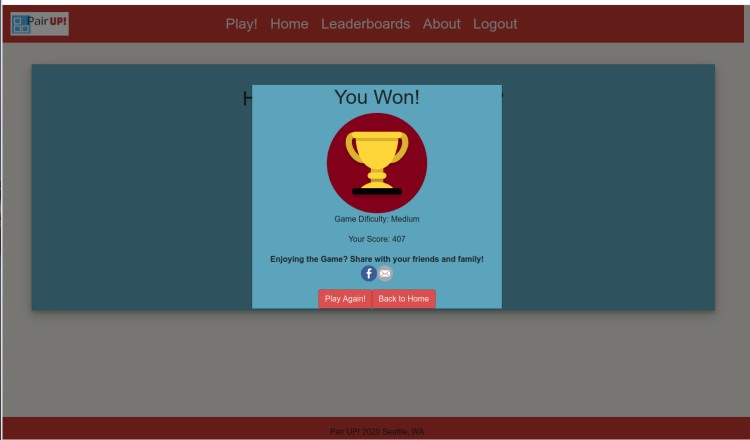 Pair UP!
Play! Home Leaderboards About Logout
You Won!
Game Dificulty: Medium
Your Score: 407
Enjoying the Game? Share with your friends and family!
Play Again! Back to Home
Pair UP! 2020 Seattle, WA